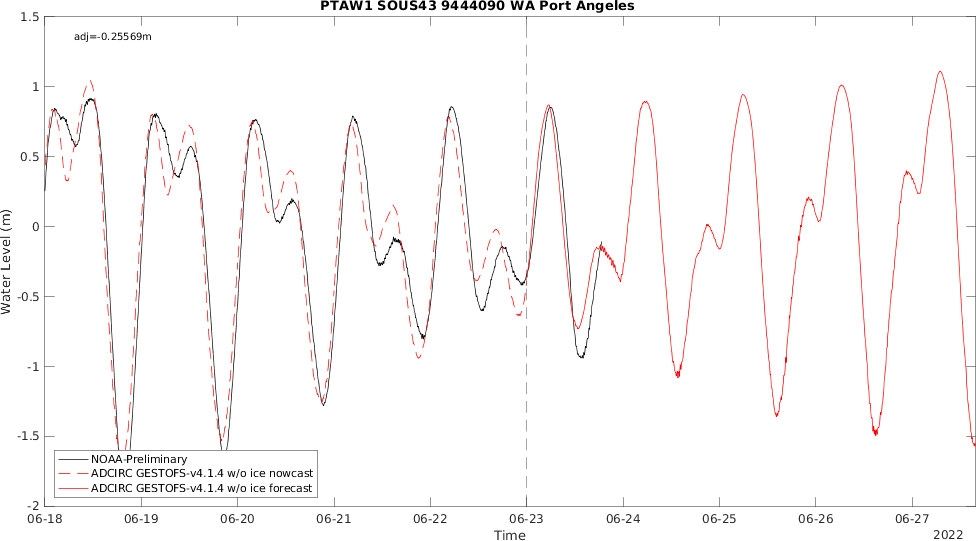 PTAW1 SOUS43 9444090 WA Port Angeles
adj=-0.25569m
1.5
1
0.5
0
-0.5
-1
-1.5
-2
Water Level (m)
NOAA-Preliminary
ADCIRC GESTOFS-v4.1.4 w/o ice nowcast
ADCIRC GESTOFS-v4.1.4 w/o ice forecast
06-18 06-19 06-20 06-21 06-22 06-23 06-24 06-25 06-26 06-27
Time
2022